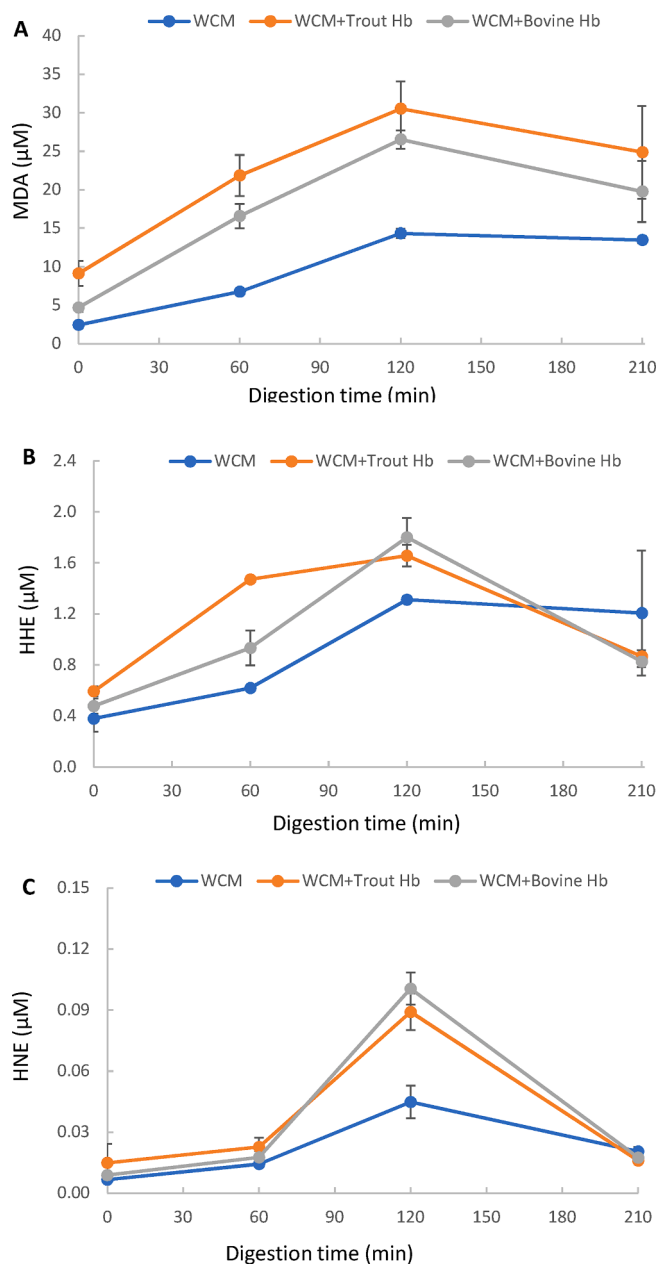 A
WCM WCM+Trout Hb WCM+Bovine Hb
40
35
30
25
20
15
10
5
0
MDA (µM)
0 30 60 90 120 150 180 210
Digestion time (min)
B
WCM WCM+Trout Hb WCM+Bovine Hb
2.4
2.0
1.6
1.2
0.8
0.4
0.0
HHE (µM)
0 30 60 90 120 150 180 210
Digestion time (min)
C
WCM WCM+Trout Hb WCM+Bovine Hb
0.15
0.12
0.09
0.06
0.03
0.00
HNE (µM)
0 30 60 90 120 150 180 210
Digestion time (min)